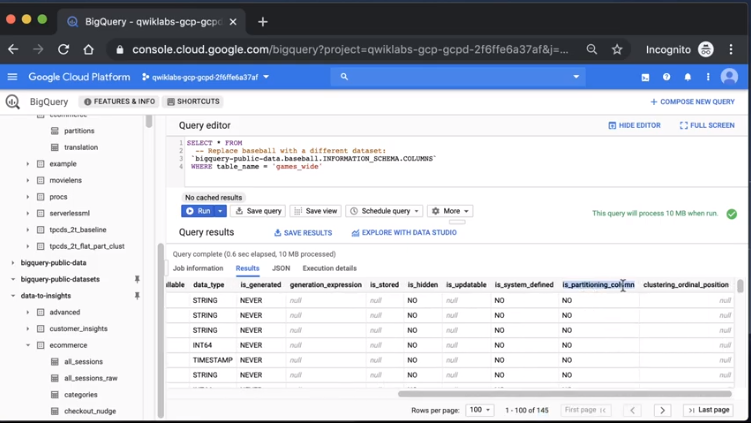 BigQuery - qwiklabs-gcp-gcpd
console.cloud.google.com/bigquery?project=qwiklabs-gcp-gcpd-2f6ffe6a37af&j=...
Incognito
Google Cloud Platform
qwiklabs-gcp-gcpd-2f6ffe6a37af
BigQuery
FEATURES & INFO
SHORTCUTS
+ COMPOSE NEW QUERY
partitions
translation
example
movielens
procs
serverlessml
tpcds_2t_baseline
tpcds_2t_flat_part_clust
bigquery-public-data
bigquery-public-datasets
data-to-insights
advanced
customer_insights
ecommerce
all_sessions
all_sessions_raw
categories
checkout_nudge
Query editor
HIDE EDITOR
FULL SCREEN
1 SELECT * FROM
2 -- Replace baseball with a different dataset:
3 `bigquery-public-data.baseball.INFORMATION_SCHEMA.COLUMNS`
4 WHERE table_name = 'games_wide'
No cached results
Run
Save query
Save view
Schedule query
More
This query will process 10 MB when run.
Query results
SAVE RESULTS
EXPLORE WITH DATA STUDIO
Query complete (0.6 sec elapsed, 10 MB processed)
Job information Results JSON Execution details
data_type is_generated generation_expression is_stored is_hidden is_updatable is_system_defined is_partitioning_column clustering_ordinal_position
STRING NEVER null null NO null NO NO null
STRING NEVER null null NO null NO NO null
STRING NEVER null null NO null NO NO null
INT64 NEVER null null NO null NO NO null
TIMESTAMP NEVER null null NO null NO NO null
STRING NEVER null null NO null NO NO null
Rows per page: 100 1 - 100 of 145 First page Last page